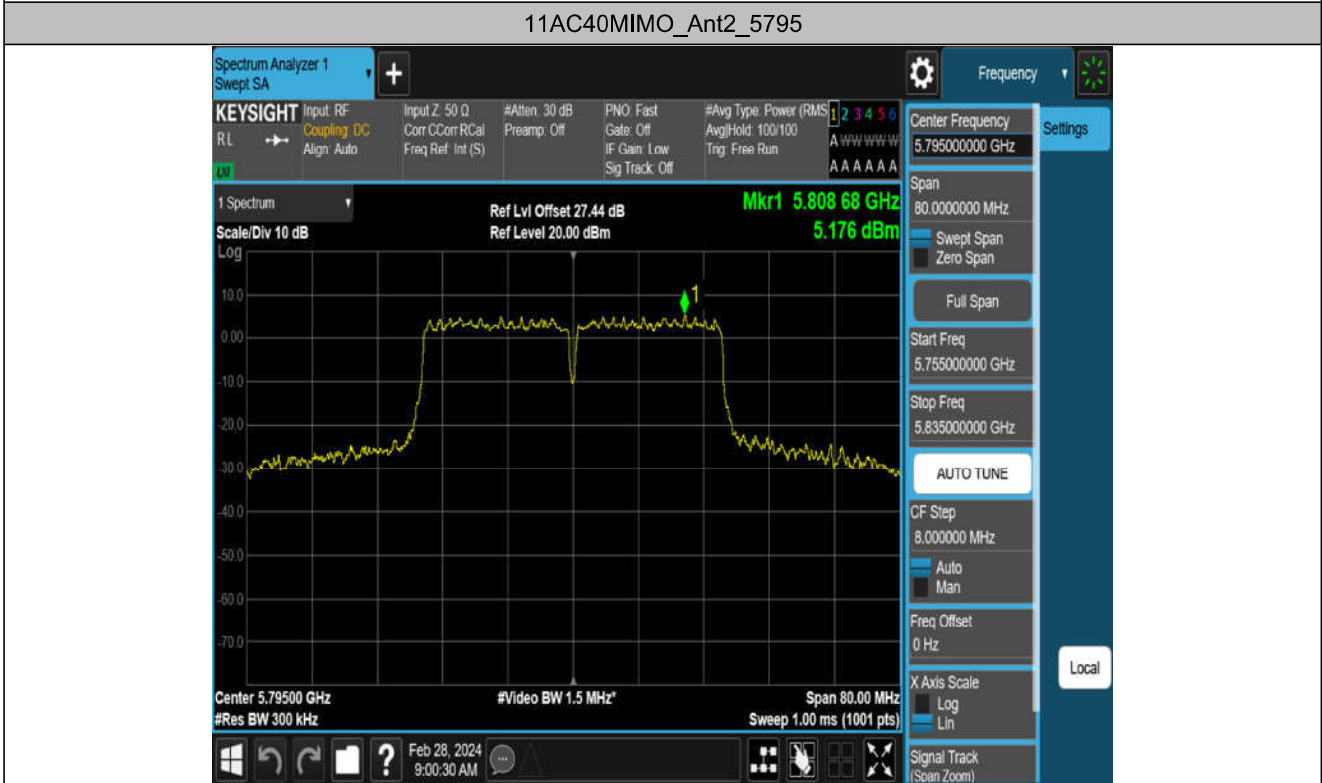 11AC40MIMO_Ant2_5795
Spectrum Analyzer 1
Swept SA
+
Frequency
KEYSIGHT
RL
LXI
Input: RF
Coupling: DC
Align: Auto
Input Z: 50 Ω
Corr CCorr RCal
Freq Ref: Int (S)
#Atten: 30 dB
Preamp: Off
PNO: Fast
Gate: Off
IF Gain: Low
Sig Track: Off
#Avg Type: Power (RMS
Avg|Hold: 100/100
Trig: Free Run
1 2 3 4 5 6
A W W W W W
A A A A A A
1 Spectrum
Scale/Div 10 dB
Log
Ref Lvl Offset 27.44 dB
Ref Level 20.00 dBm
Mkr1 5.808 68 GHz
5.176 dBm
1
10.0
0.00
-10.0
-20.0
-30.0
-40.0
-50.0
-60.0
-70.0
Center 5.79500 GHz
#Video BW 1.5 MHz*
Span 80.00 MHz
#Res BW 300 kHz
Sweep 1.00 ms (1001 pts)
?
Feb 28, 2024
9:00:30 AM
Center Frequency
5.795000000 GHz
Settings
Span
80.0000000 MHz
Swept Span
Zero Span
Full Span
Start Freq
5.755000000 GHz
Stop Freq
5.835000000 GHz
AUTO TUNE
CF Step
8.000000 MHz
Auto
Man
Freq Offset
0 Hz
X Axis Scale
Log
Lin
Local
Signal Track
(Span Zoom)